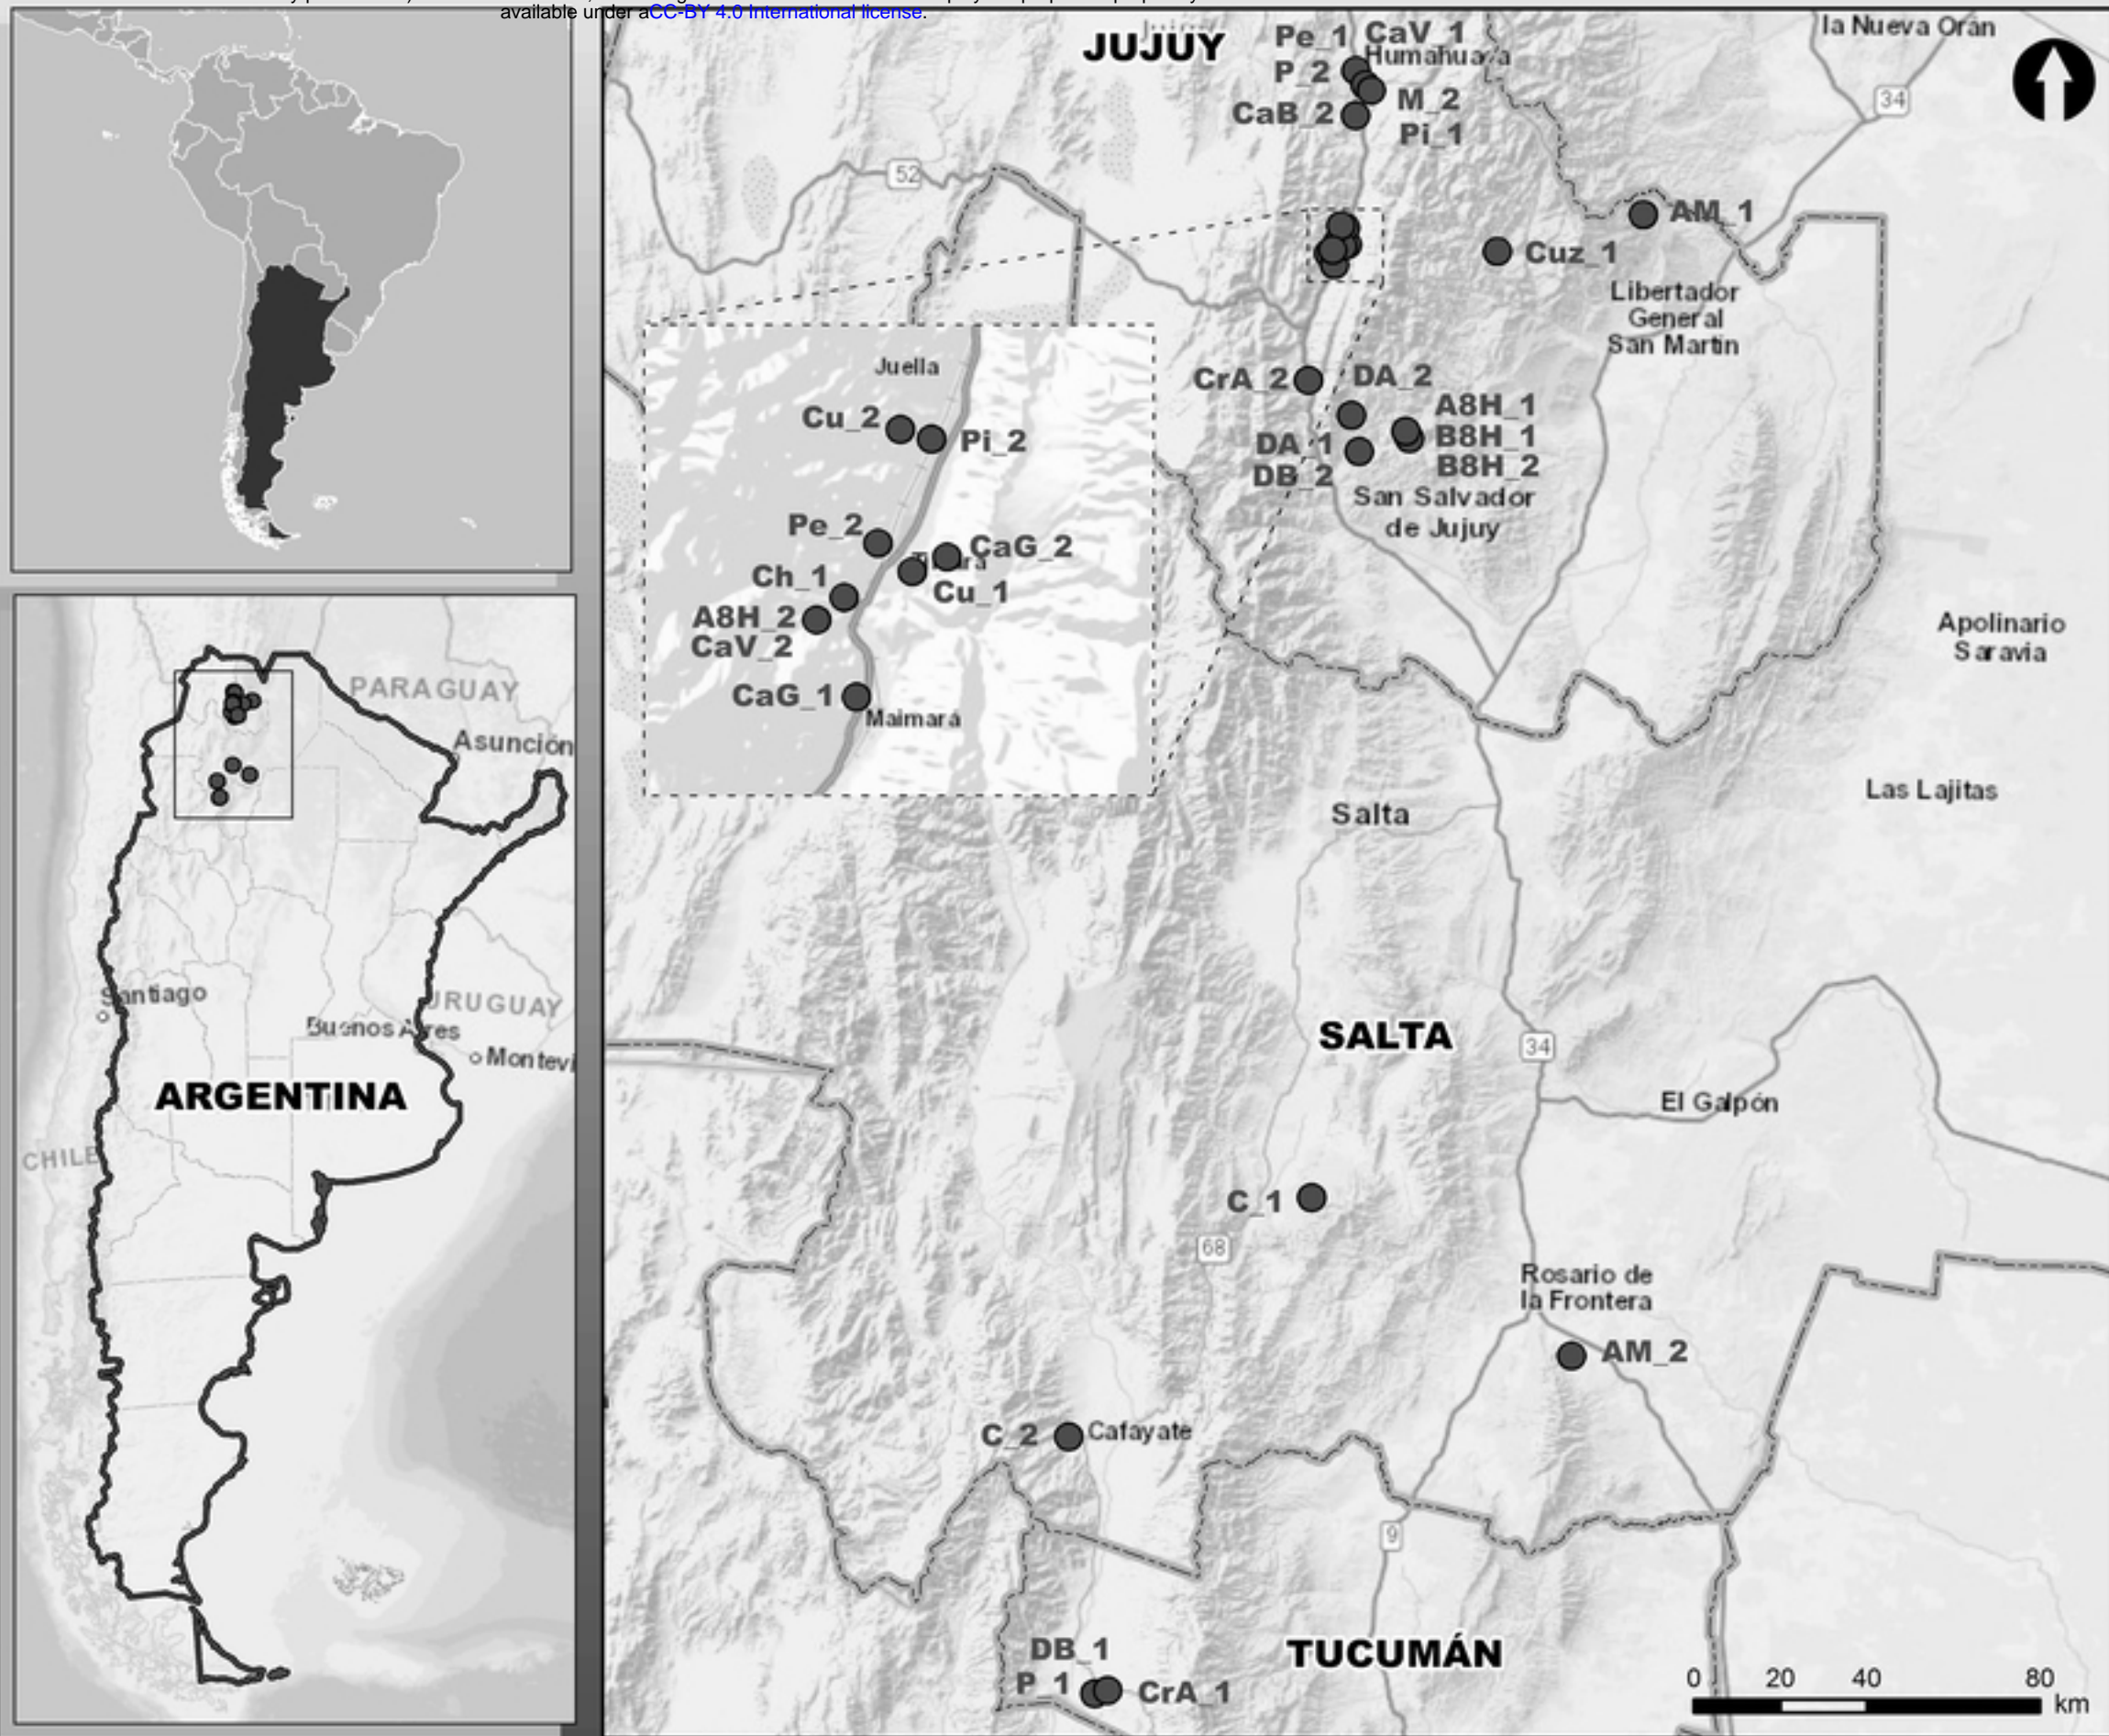 available under aCC-BY 4.0 International license.
PARAGUAY
Asunción
Santiago
URUGUAY
Buenos Aires
Montevi
ARGENTINA
CHILE
JUJUY
Pe_1
CaV_1
Humahuaca
P_2
M_2
CaB_2
Pi_1
la Nueva Orán
34
52
AM_1
Cuz_1
Libertador
General
San Martín
CrA_2
DA_2
A8H_1
DA_1
B8H_1
DB_2
B8H_2
San Salvador
de Jujuy
Juella
Cu_2
Pi_2
Pe_2
CaG_2
Ch_1
Cu_1
A8H_2
CaV_2
CaG_1
Maimará
Apolinario
Saravia
Las Lajitas
Salta
SALTA
34
El Galpón
C_1
68
Rosario de
la Frontera
AM_2
C_2
Cafayate
9
DB_1
TUCUMÁN
P_1
CrA_1
0 20 40 80
km